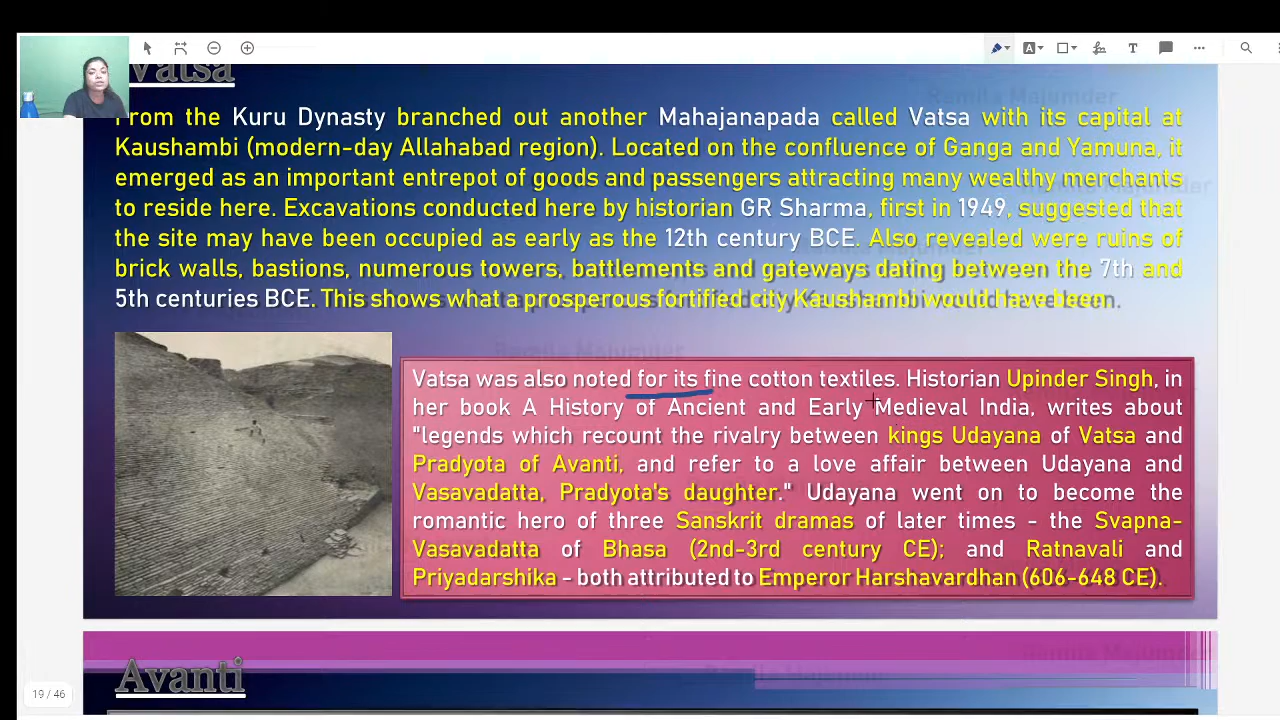 Vatsa
From the Kuru Dynasty branched out another Mahajanapada called Vatsa with its capital at
Kaushambi (modern-day Allahabad region). Located on the confluence of Ganga and Yamuna, it
emerged as an important entrepot of goods and passengers attracting many wealthy merchants
to reside here. Excavations conducted here by historian GR Sharma, first in 1949, suggested that
the site may have been occupied as early as the 12th century BCE. Also revealed were ruins of
brick walls, bastions, numerous towers, battlements and gateways dating between the 7th and
5th centuries BCE. This shows what a prosperous fortified city Kaushambi would have been.
Vatsa was also noted for its fine cotton textiles. Historian Upinder Singh, in
her book A History of Ancient and Early Medieval India, writes about
"legends which recount the rivalry between kings Udayana of Vatsa and
Pradyota of Avanti, and refer to a love affair between Udayana and
Vasavadatta, Pradyota's daughter." Udayana went on to become the
romantic hero of three Sanskrit dramas of later times - the Svapna-
Vasavadatta of Bhasa (2nd-3rd century CE); and Ratnavali and
Priyadarshika - both attributed to Emperor Harshavardhan (606-648 CE).
Avanti
19 / 46